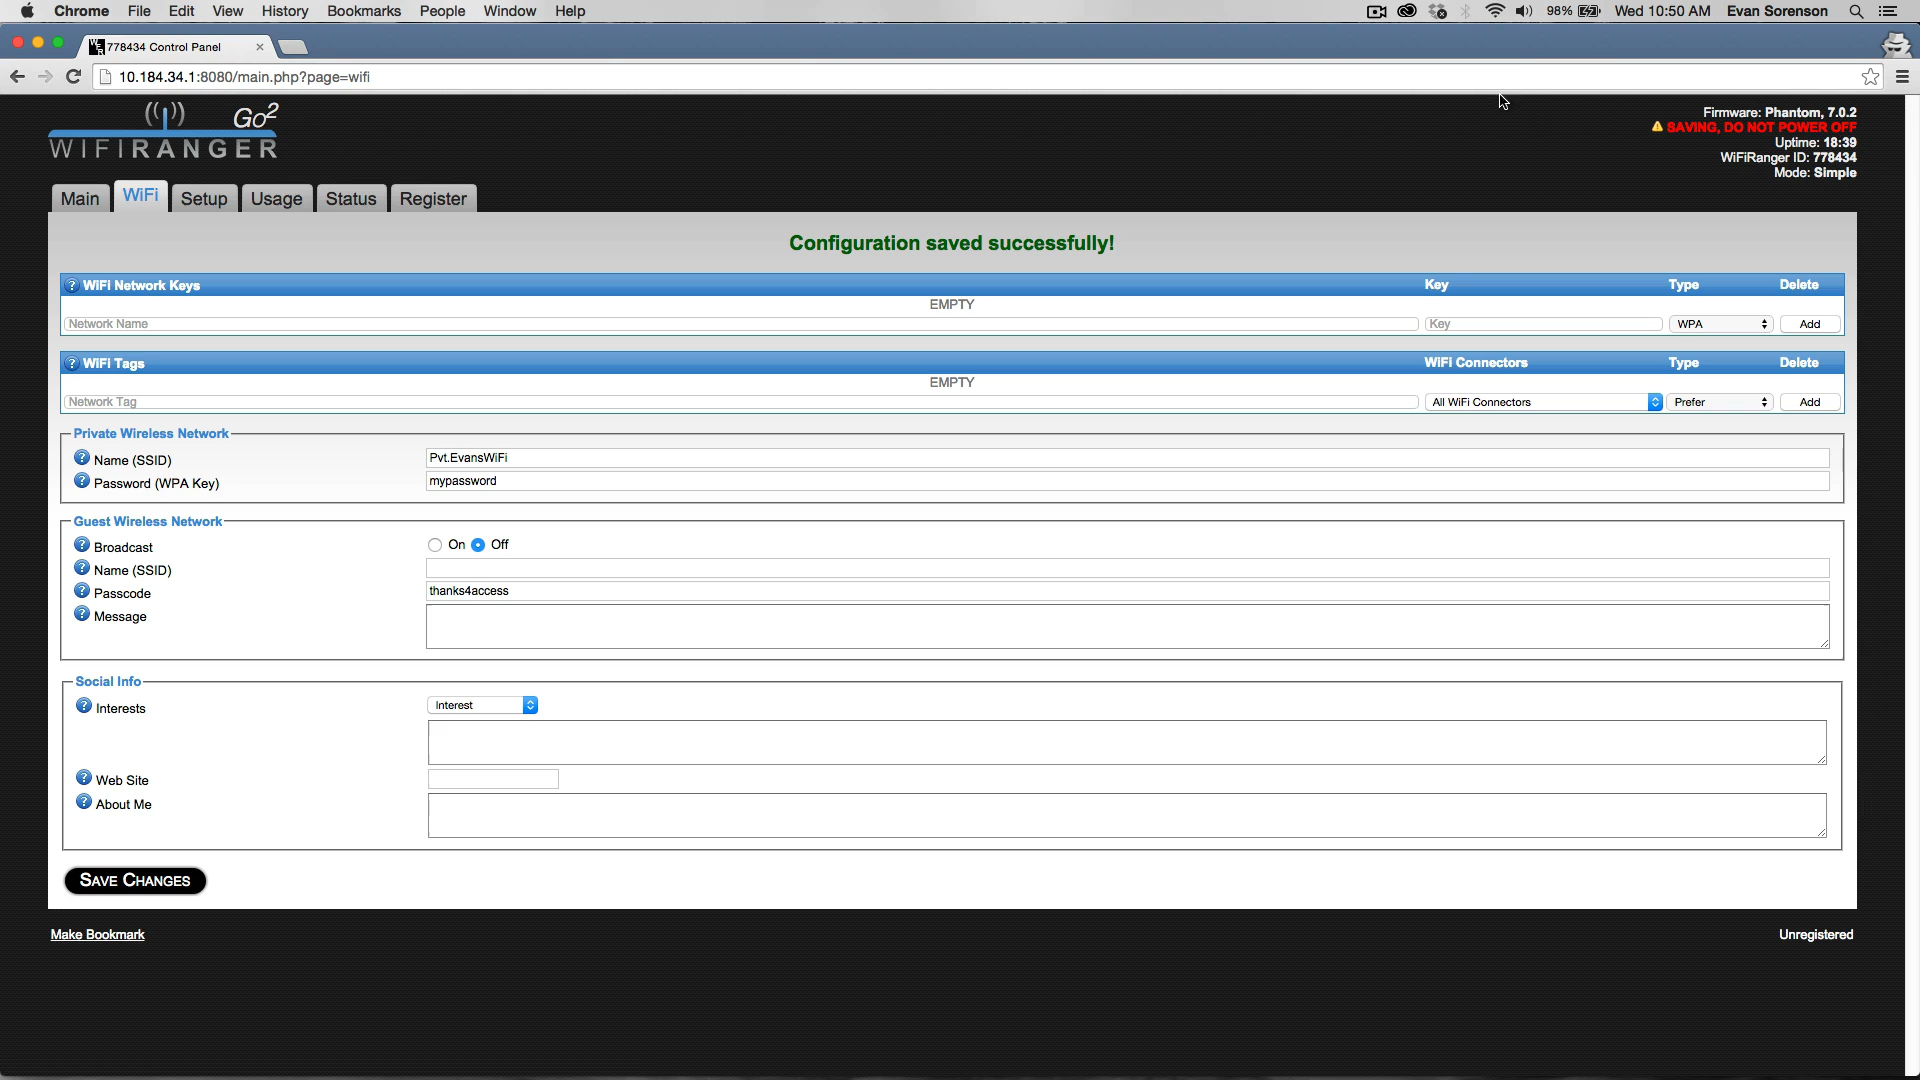 Chrome File Edit View History Bookmarks People Window Help 98% Wed 10:50 AM Evan Sorenson
778434 Control Panel
10.184.34.1:8080/main.php?page=wifi
Go2
WIFIRANGER
Firmware: Phantom, 7.0.2
SAVING, DO NOT POWER OFF
Uptime: 18:39
WiFiRanger ID: 778434
Mode: Simple
Main WiFi Setup Usage Status Register
Configuration saved successfully!
? WiFi Network Keys Key Type Delete
EMPTY
Network Name Key WPA Add
? WiFi Tags WiFi Connectors Type Delete
EMPTY
Network Tag All WiFi Connectors Prefer Add
Private Wireless Network
? Name (SSID) Pvt.EvansWiFi
? Password (WPA Key) mypassword
Guest Wireless Network
? Broadcast On Off
? Name (SSID)
? Passcode thanks4access
? Message
Social Info
? Interests Interest
? Web Site
? About Me
SAVE CHANGES
Make Bookmark Unregistered